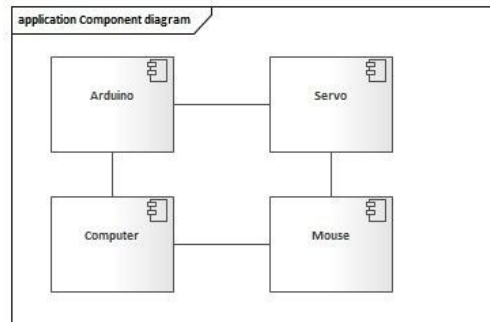 application Component diagram
Arduino
Servo
Computer
Mouse